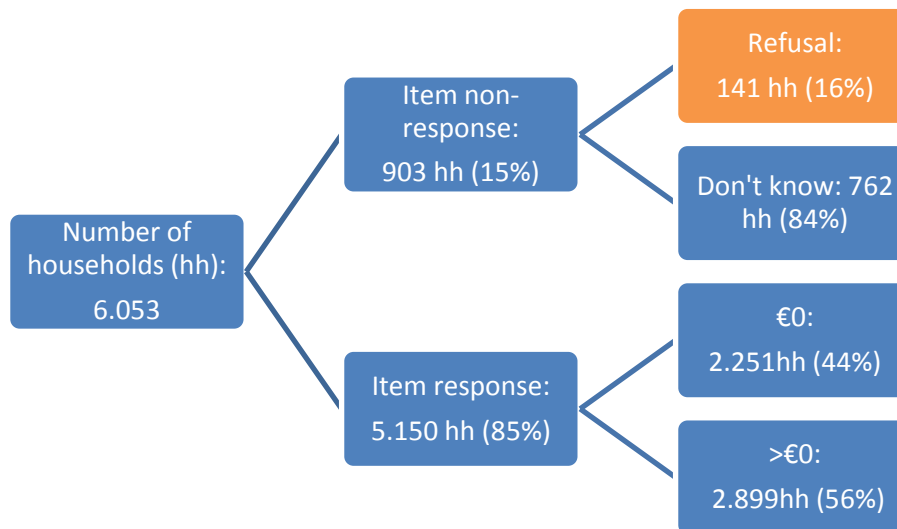 Number of
households (hh):
6.053
Item non-
response:
903 hh (15%)
Item response:
5.150 hh (85%)
Refusal:
141 hh (16%)
Don't know: 762
hh (84%)
€0:
2.251hh (44%)
>€0:
2.899hh (56%)